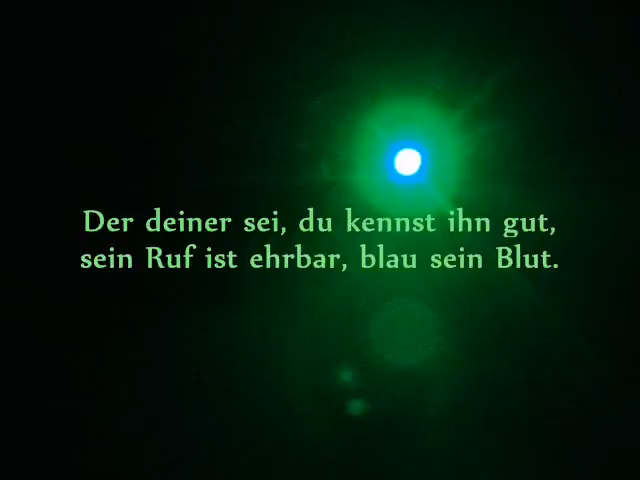 Der deiner sei, du kennst ihn gut,
sein Ruf ist ehrbar, blau sein Blut.